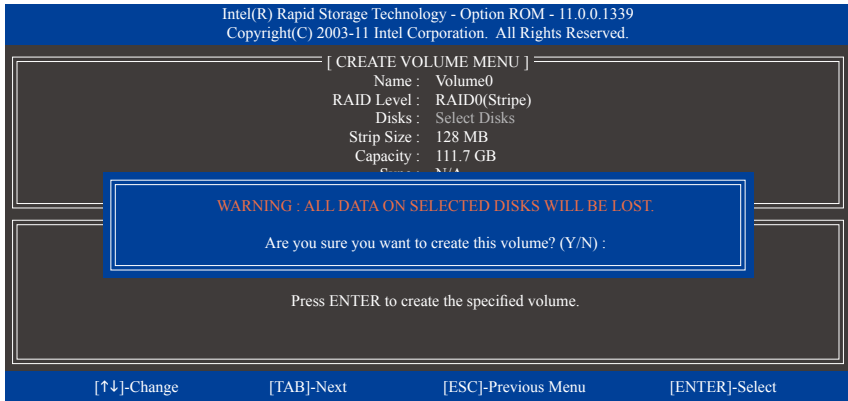 Intel(R) Rapid Storage Technology - Option ROM - 11.0.0.1339
Copyright(C) 2003-11 Intel Corporation. All Rights Reserved.
[ CREATE VOLUME MENU ]
Name : Volume0
RAID Level : RAID0(Stripe)
Disks : Select Disks
Strip Size : 128 MB
Capacity : 111.7 GB
WARNING : ALL DATA ON SELECTED DISKS WILL BE LOST.
Are you sure you want to create this volume? (Y/N) :
Press ENTER to create the specified volume.
[↑↓]-Change [TAB]-Next [ESC]-Previous Menu [ENTER]-Select